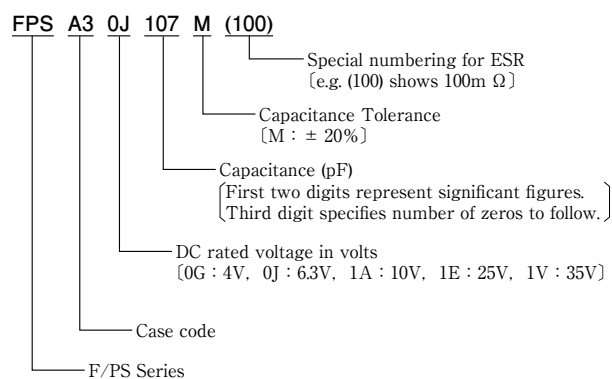 FPS A3 0J 107 M (100)
Special numbering for ESR
〔e.g. (100) shows 100m Ω〕
Capacitance Tolerance
〔M : ± 20%〕
Capacitance (pF)
First two digits represent significant figures.
Third digit specifies number of zeros to follow.
DC rated voltage in volts
〔0G : 4V, 0J : 6.3V, 1A : 10V, 1E : 25V, 1V : 35V〕
Case code
F/PS Series